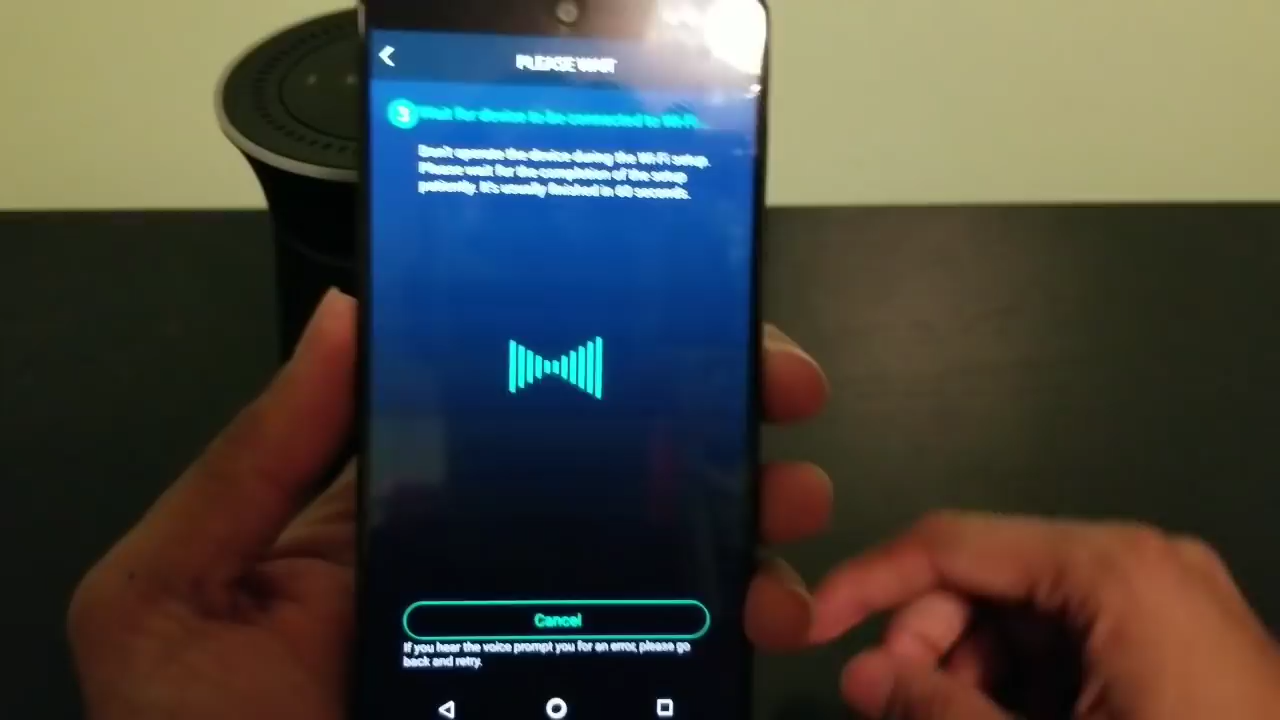 PLEASE WAIT
3 Wait for device to be connected to Wi-Fi...
Don't operate the device during the Wi-Fi setup.
Please wait for the completion of the setup
patiently. It's usually finished in 60 seconds.
Cancel
If you hear the voice prompt you for an error, please go
back and retry.